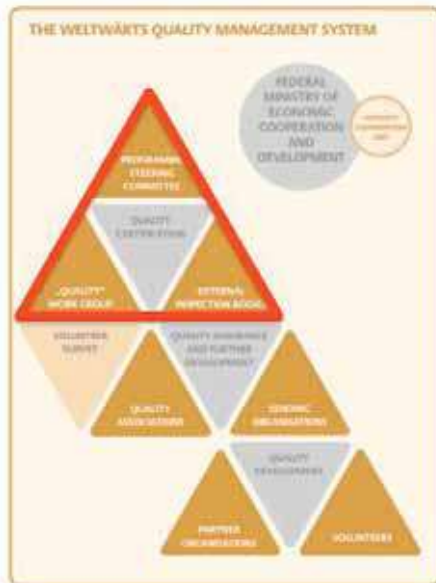 THE WELTWÄRTS QUALITY MANAGEMENT SYSTEM
FEDERAL
MINISTRY OF
ECONOMIC
COOPERATION
AND
DEVELOPMENT
PROGRAMME
STEERING
COMMITTEE
QUALITY
CERTIFICATION
„QUALITY“
WORK GROUP
EXTERNAL
INSPECTION BODIES
VOLUNTEER
SURVEY
QUALITY ASSURANCE
AND FURTHER
DEVELOPMENT
QUALITY
ASSOCIATIONS
SENDING
ORGANISATIONS
QUALITY
DEVELOPMENT
PARTNER
ORGANISATIONS
VOLUNTEERS